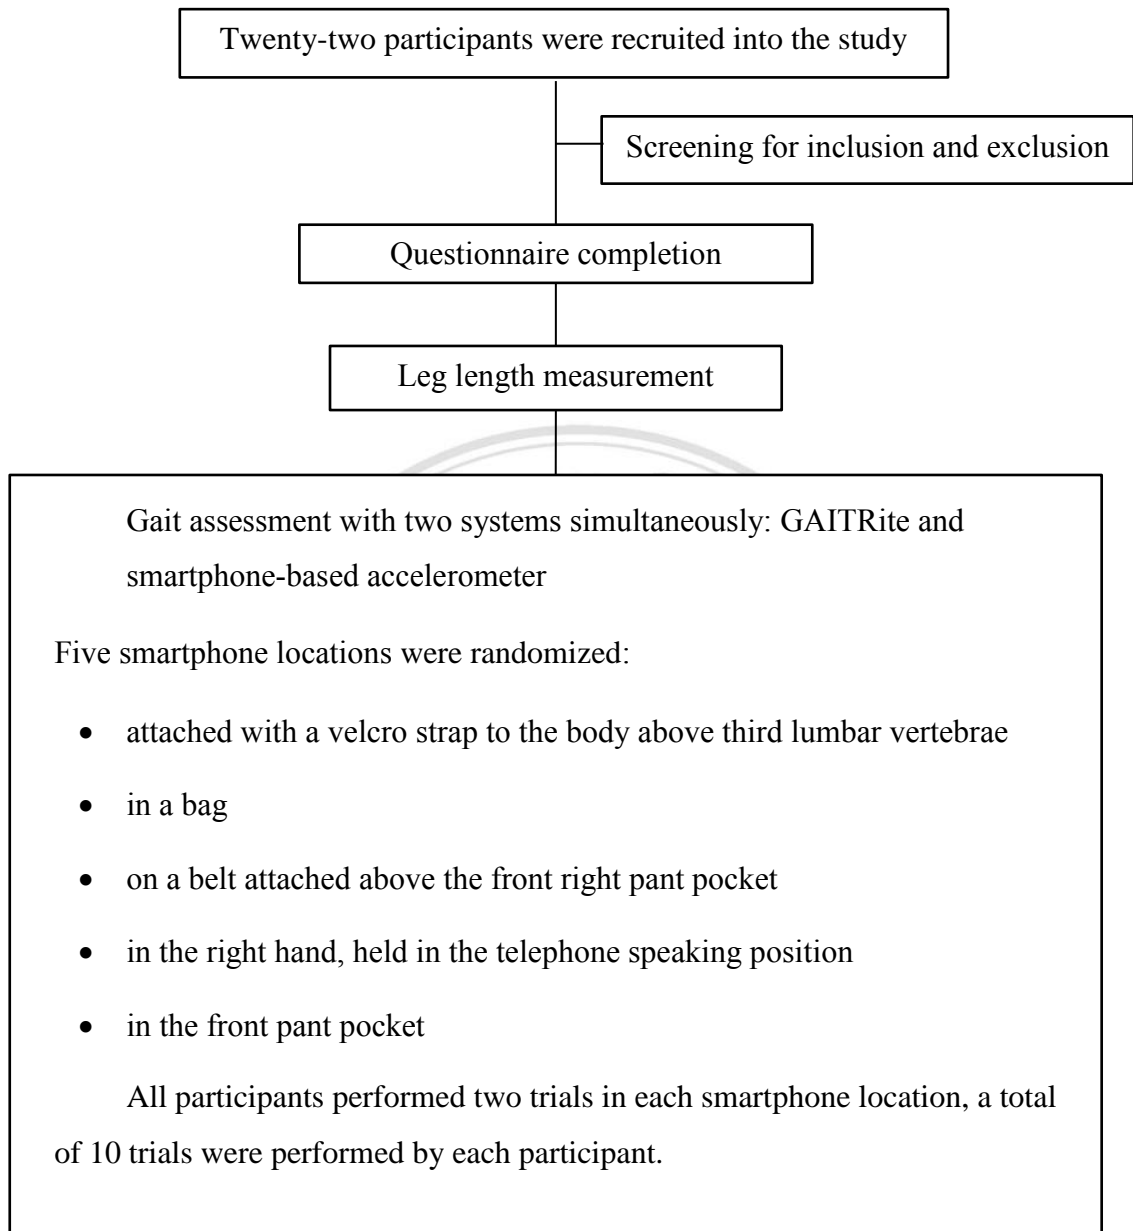 Twenty-two participants were recruited into the study
Screening for inclusion and exclusion
Questionnaire completion
Leg length measurement
Gait assessment with two systems simultaneously: GAITRite and
smartphone-based accelerometer
Five smartphone locations were randomized:
• attached with a velcro strap to the body above third lumbar vertebrae
• in a bag
• on a belt attached above the front right pant pocket
• in the right hand, held in the telephone speaking position
• in the front pant pocket
All participants performed two trials in each smartphone location, a total
of 10 trials were performed by each participant.